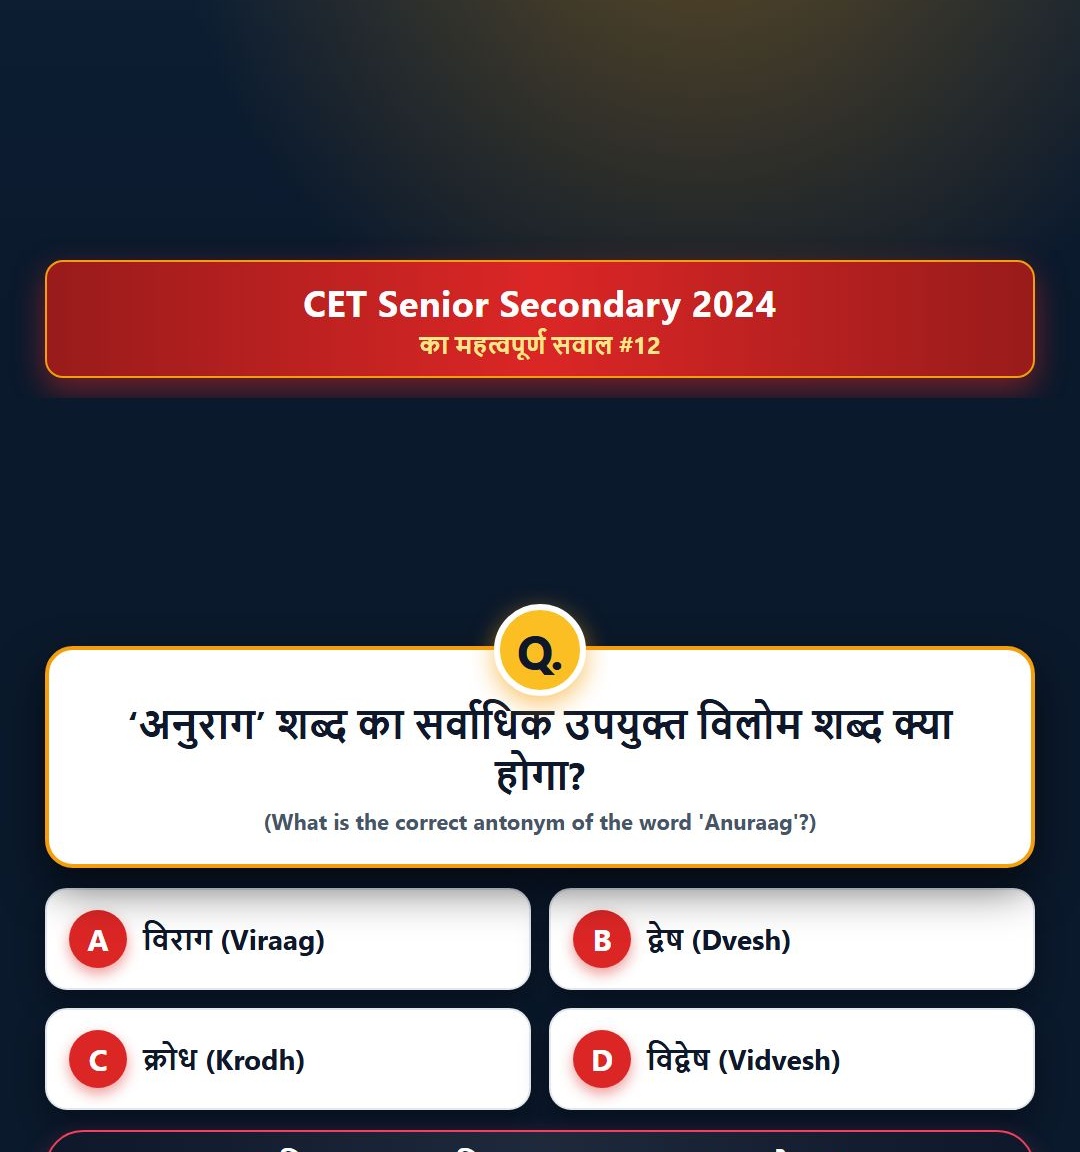 CET Senior Secondary 2024
का महत्वपूर्ण सवाल #12
Q.
‘अनुराग’ शब्द का सर्वाधिक उपयुक्त विलोम शब्द क्या
होगा?
(What is the correct antonym of the word 'Anuraag'?)
A विराग (Viraag)
B द्वेष (Dvesh)
C क्रोध (Krodh)
D विद्वेष (Vidvesh)